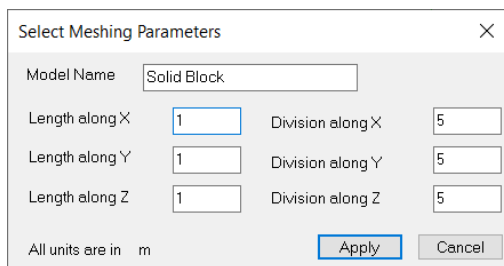 Select Meshing Parameters
Model Name Solid Block
Length along X 1 Division along X 5
Length along Y 1 Division along Y 5
Length along Z 1 Division along Z 5
All units are in m Apply Cancel